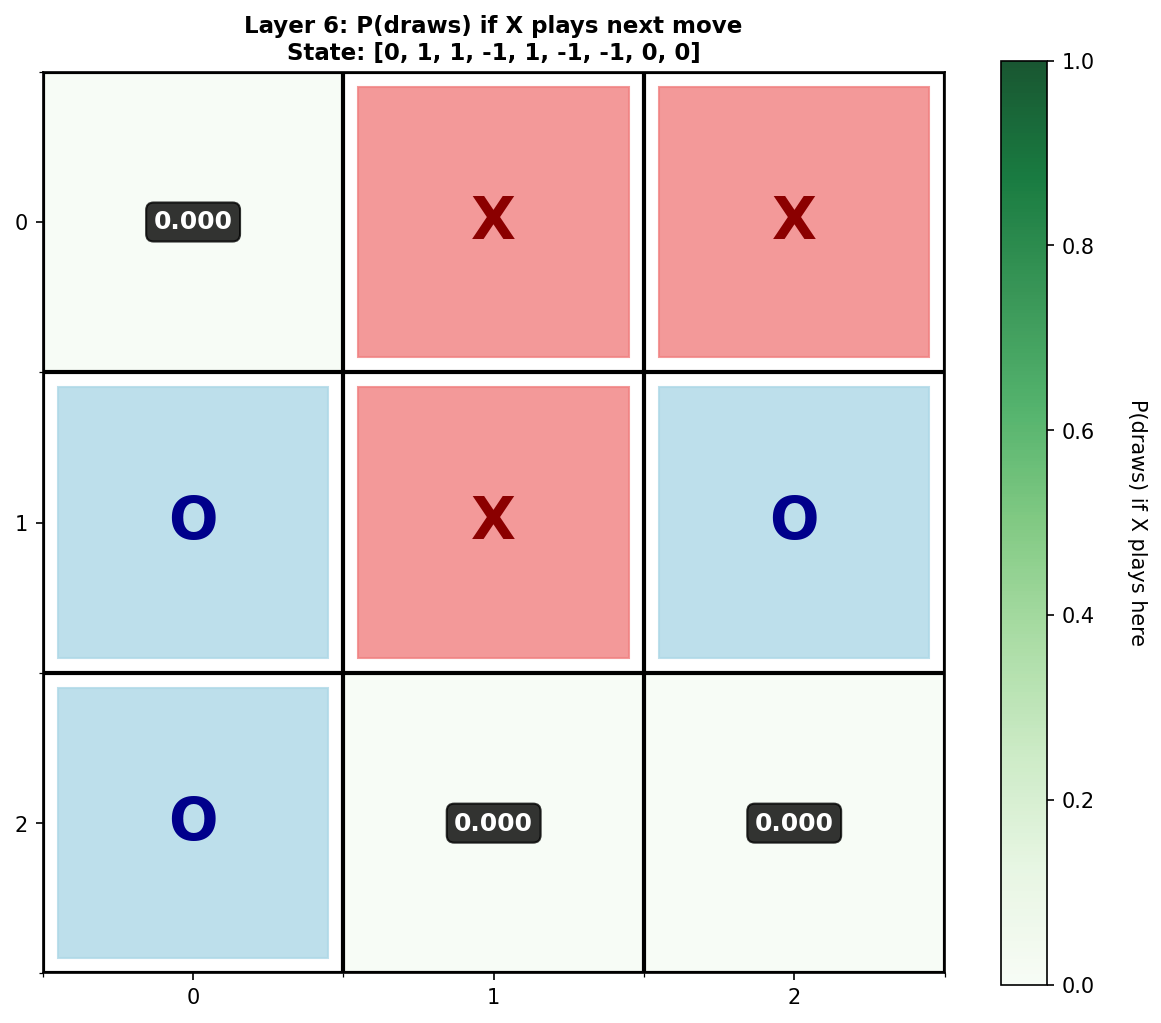 Layer 6: P(draws) if X plays next move
State: [0, 1, 1, -1, 1, -1, -1, 0, 0]
0
0.000
X
X
1
O
X
O
2
O
0.000
0.000
0
1
2
1.0
0.8
0.6
0.4
0.2
0.0
P(draws) if X plays here